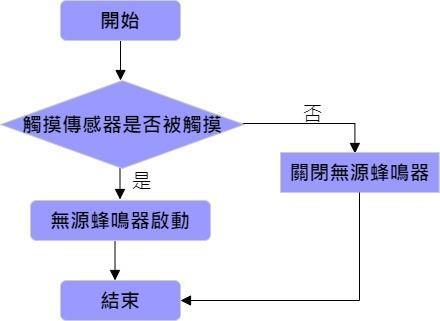 開始
觸摸傳感器是否被觸摸
否
是
關閉無源蜂鳴器
無源蜂鳴器啟動
結束